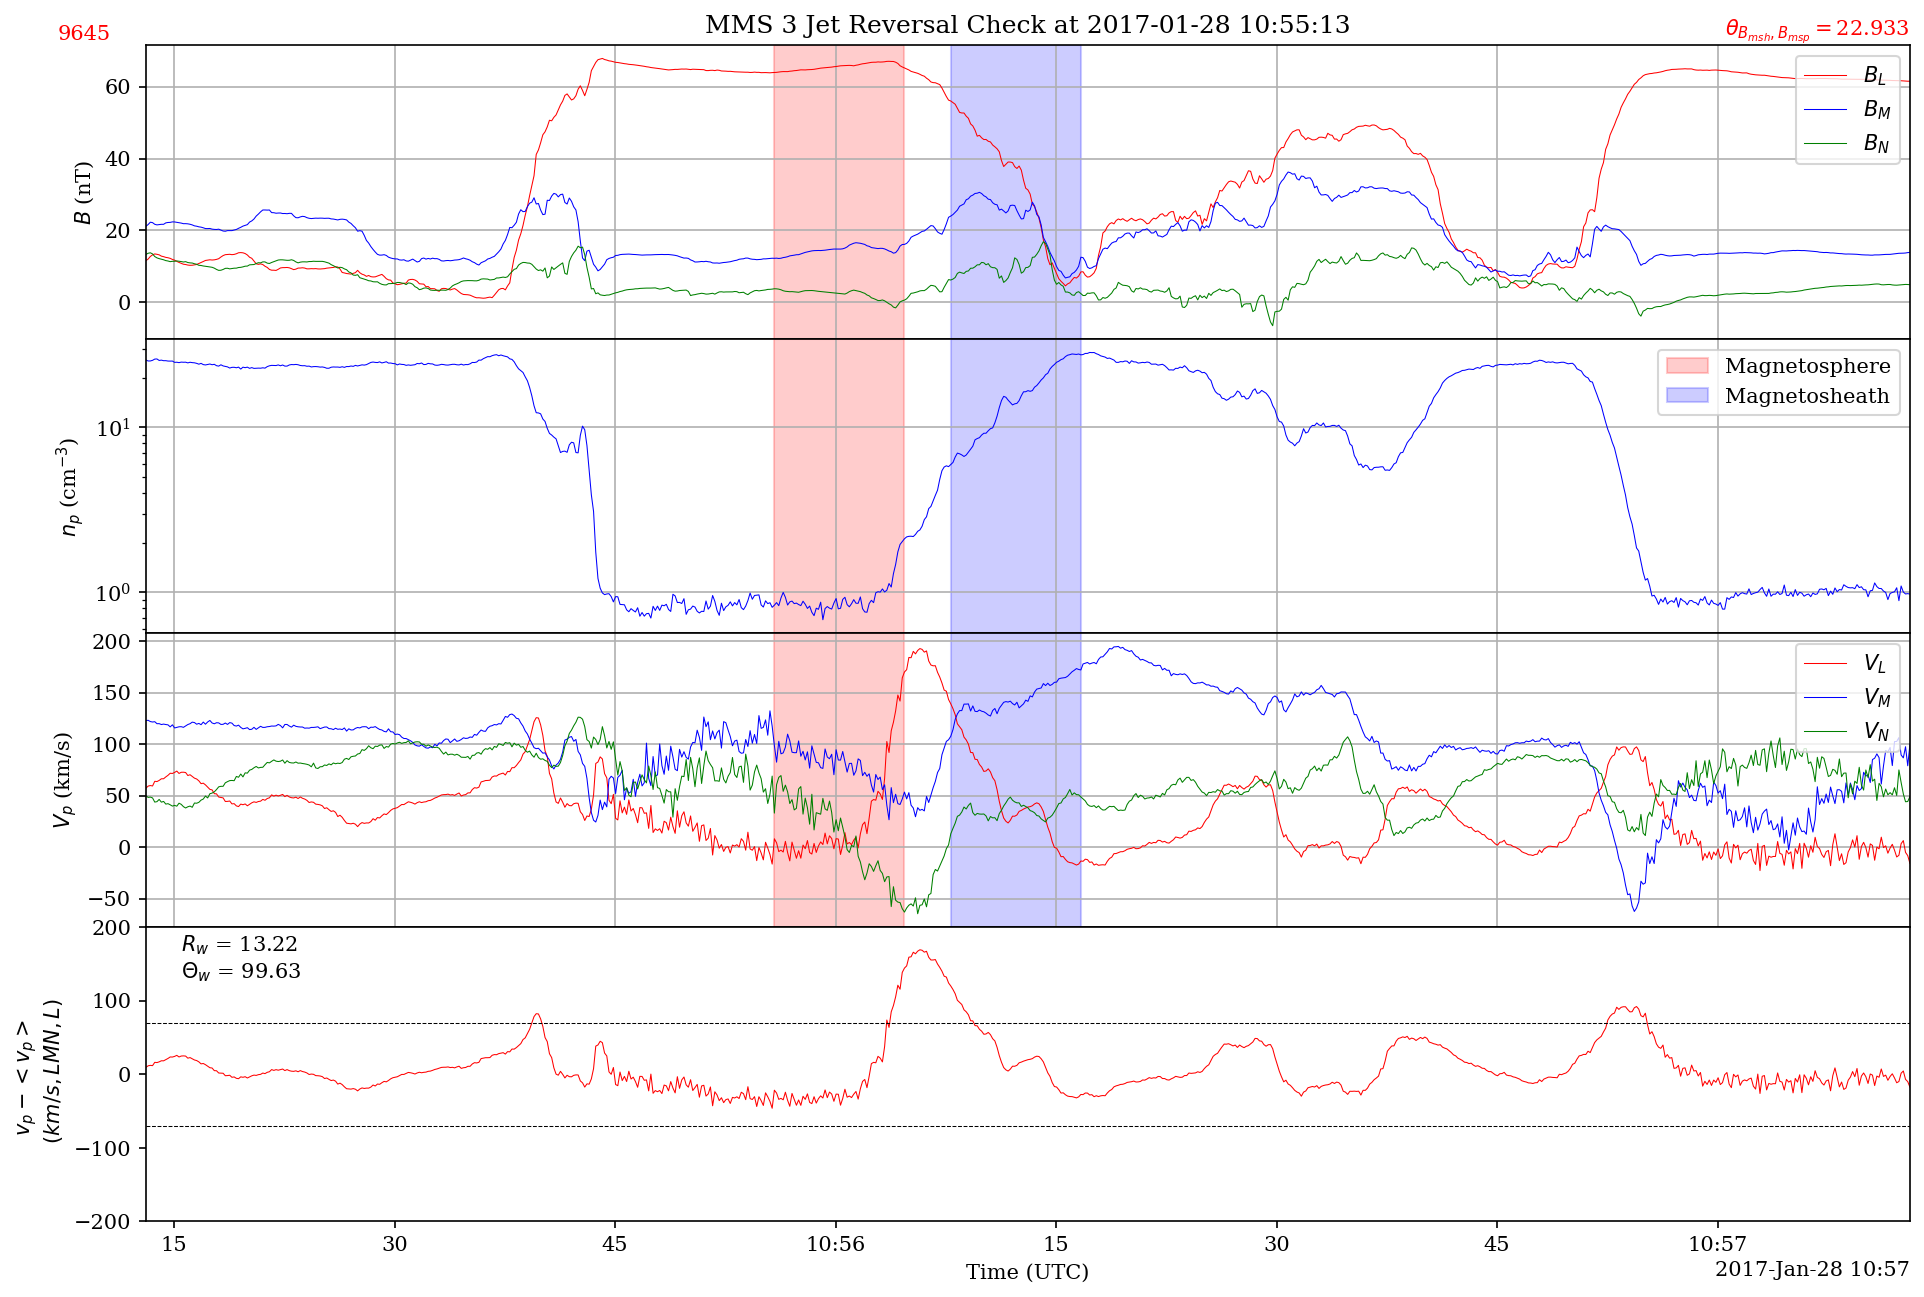 MMS 3 Jet Reversal Check at 2017-01-28 10:55:13
9645
θ_{B_{msh}, B_{msp}} = 22.933
B (nT)
60
40
20
0
B_L
B_M
B_N
n_p (cm^{−3})
10^1
10^0
Magnetosphere
Magnetosheath
V_p (km/s)
200
150
100
50
0
−50
V_L
V_M
V_N
v_p − < v_p >
(km/s, LMN, L)
200
100
0
−100
−200
R_w = 13.22
Θ_w = 99.63
15 30 45 10:56 15 30 45 10:57
Time (UTC)
2017-Jan-28 10:57